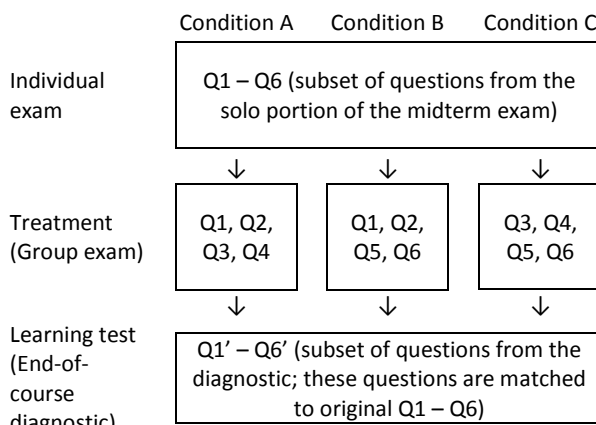 Condition A Condition B Condition C
Individual
exam
Q1 – Q6 (subset of questions from the
solo portion of the midterm exam)
↓ ↓ ↓
Treatment
(Group exam)
Q1, Q2,
Q3, Q4
Q1, Q2,
Q5, Q6
Q3, Q4,
Q5, Q6
↓ ↓ ↓
Learning test
(End-of-
course
diagnostic)
Q1’ – Q6’ (subset of questions from the
diagnostic; these questions are matched
to original Q1 – Q6)